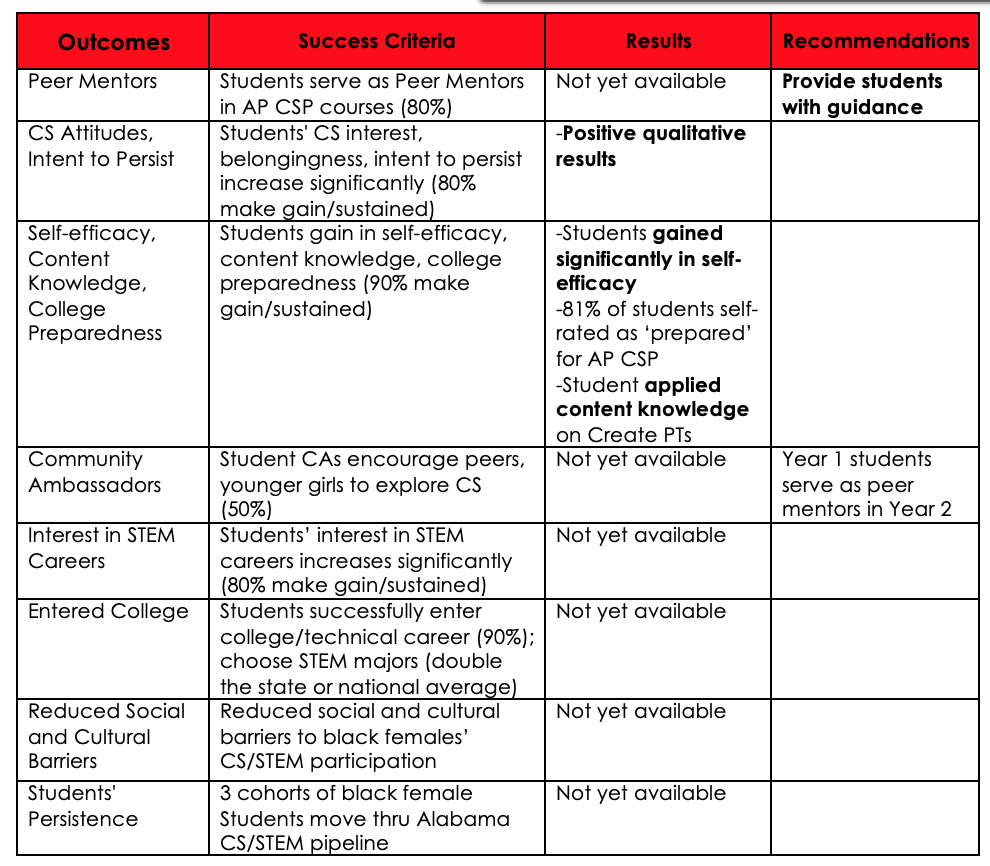 Outcomes
Success Criteria
Results
Recommendations
Peer Mentors
Students serve as Peer Mentors
in AP CSP courses (80%)
Not yet available
Provide students
with guidance
CS Attitudes,
Intent to Persist
Students' CS interest,
belongingness, intent to persist
increase significantly (80%
make gain/sustained)
-Positive qualitative
results
Self-efficacy,
Content
Knowledge,
College
Preparedness
Students gain in self-efficacy,
content knowledge, college
preparedness (90% make
gain/sustained)
-Students gained
significantly in self-
efficacy
-81% of students self-
rated as ‘prepared’
for AP CSP
-Student applied
content knowledge
on Create PTs
Community
Ambassadors
Student CAs encourage peers,
younger girls to explore CS
(50%)
Not yet available
Year 1 students
serve as peer
mentors in Year 2
Interest in STEM
Careers
Students’ interest in STEM
careers increases significantly
(80% make gain/sustained)
Not yet available
Entered College
Students successfully enter
college/technical career (90%);
choose STEM majors (double
the state or national average)
Not yet available
Reduced Social
and Cultural
Barriers
Reduced social and cultural
barriers to black females’
CS/STEM participation
Not yet available
Students'
Persistence
3 cohorts of black female
Students move thru Alabama
CS/STEM pipeline
Not yet available